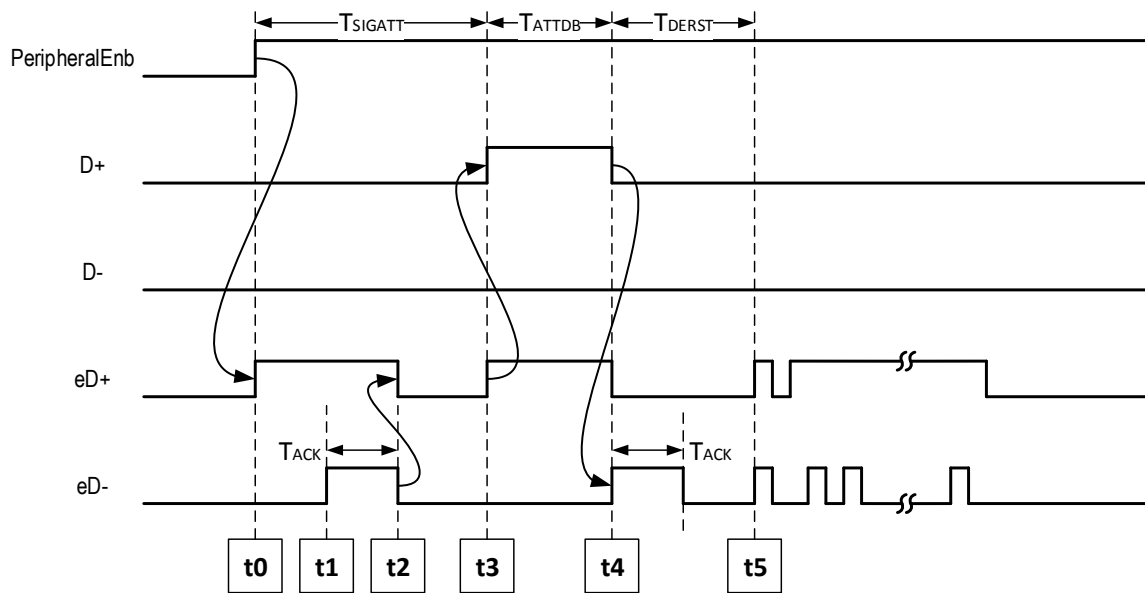 TSIGATT TATTDB TDERST
PeripheralEnb
D+
D-
eD+
TACK TACK
eD-
t0 t1 t2 t3 t4 t5